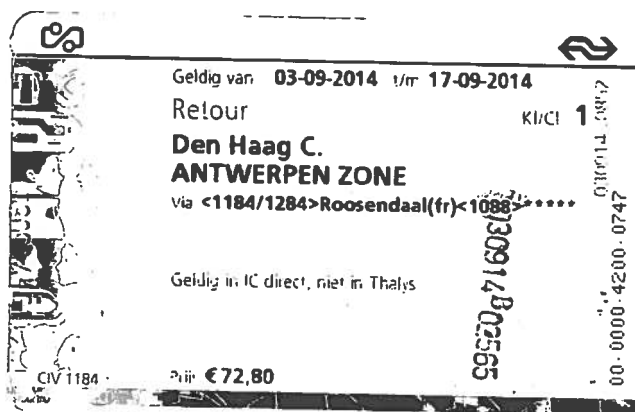 Geldig van 03-09-2014 t/m 17-09-2014
Retour Kl/Cl 1
Den Haag C.
ANTWERPEN ZONE
via <1184/1284>Roosendaal(fr)<1088>*****
Geldig in IC direct, niet in Thalys
CIV 1184
Prijs €72,80
030914 B 02565
00-0000-4200-0747